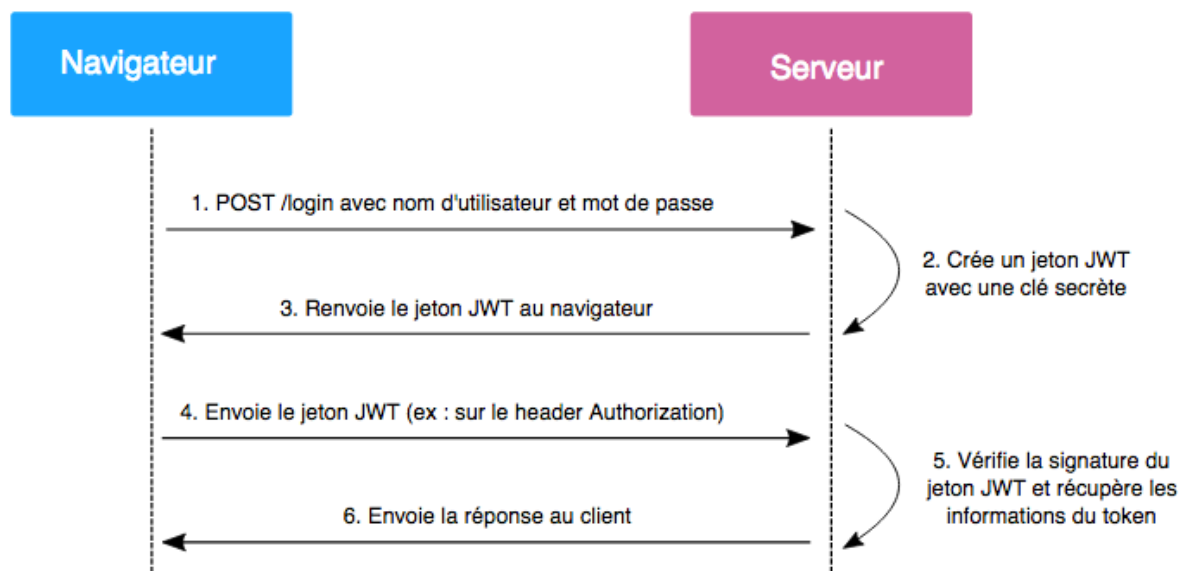 Navigateur
Serveur
1. POST /login avec nom d'utilisateur et mot de passe
2. Crée un jeton JWT
avec une clé secrète
3. Renvoie le jeton JWT au navigateur
4. Envoie le jeton JWT (ex : sur le header Authorization)
5. Vérifie la signature du
jeton JWT et récupère les
informations du token
6. Envoie la réponse au client